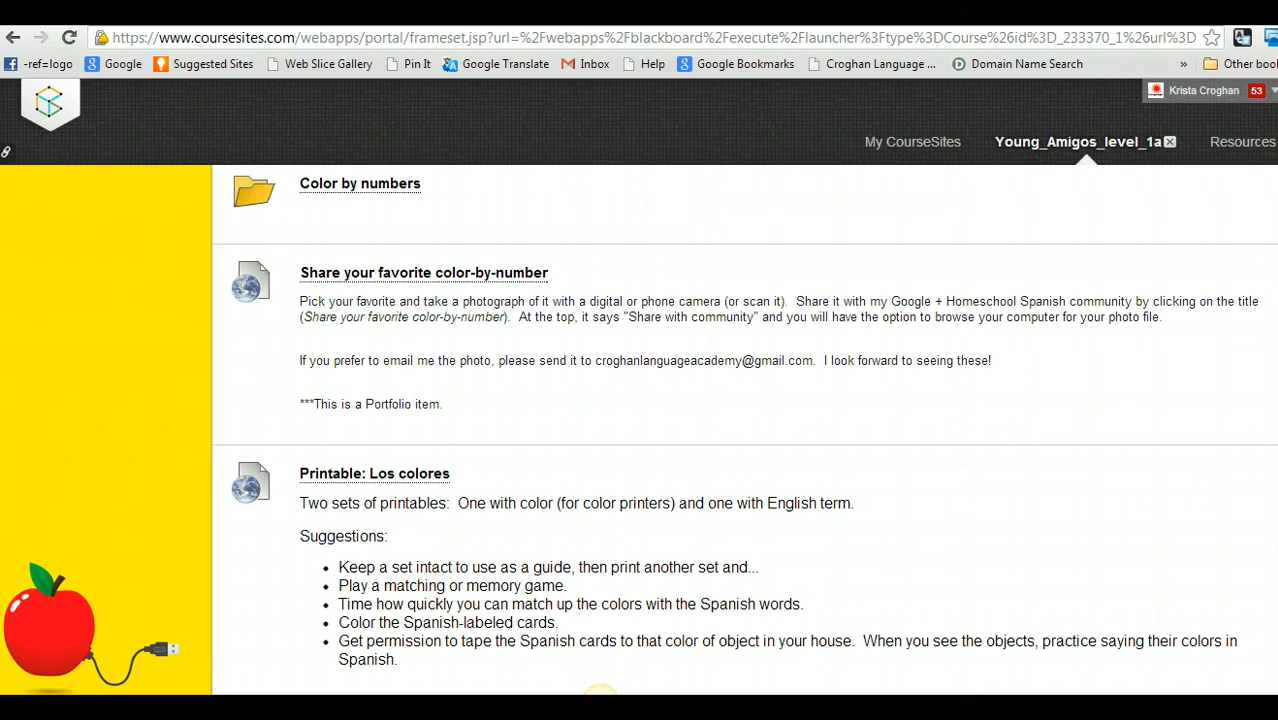 https://www.coursesites.com/webapps/portal/frameset.jsp?url=%2Fwebapps%2Fblackboard%2Fexecute%2Flauncher%3Ftype%3DCourse%26id%3D_233370_1%26url%3D
-ref=logo Google Suggested Sites Web Slice Gallery Pin It Google Translate Inbox Help Google Bookmarks Croghan Language ... Domain Name Search » Other boo
Krista Croghan 53
My CourseSites Young_Amigos_level_1a Resources
Color by numbers
Share your favorite color-by-number
Pick your favorite and take a photograph of it with a digital or phone camera (or scan it). Share it with my Google + Homeschool Spanish community by clicking on the title
(Share your favorite color-by-number). At the top, it says "Share with community" and you will have the option to browse your computer for your photo file.
If you prefer to email me the photo, please send it to croghanlanguageacademy@gmail.com. I look forward to seeing these!
***This is a Portfolio item.
Printable: Los colores
Two sets of printables: One with color (for color printers) and one with English term.
Suggestions:
• Keep a set intact to use as a guide, then print another set and...
• Play a matching or memory game.
• Time how quickly you can match up the colors with the Spanish words.
• Color the Spanish-labeled cards.
• Get permission to tape the Spanish cards to that color of object in your house. When you see the objects, practice saying their colors in
Spanish.